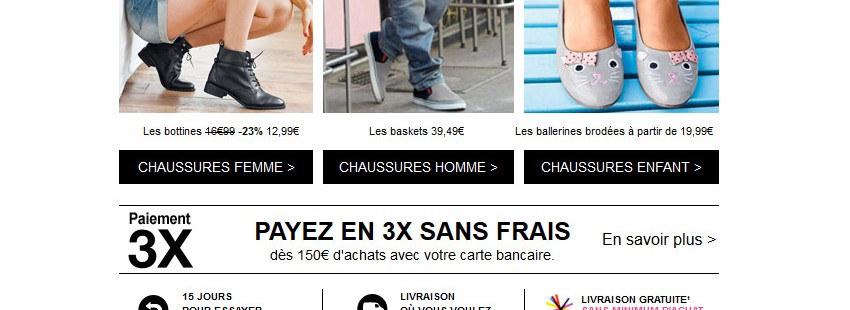 Les bottines 16€99 -23% 12,99€
Les baskets 39,49€
Les ballerines brodées à partir de 19,99€
CHAUSSURES FEMME >
CHAUSSURES HOMME >
CHAUSSURES ENFANT >
Paiement
3X
PAYEZ EN 3X SANS FRAIS
dès 150€ d'achats avec votre carte bancaire.
En savoir plus >
15 JOURS
POUR ESSAYER
LIVRAISON
OÙ VOUS VOULEZ
LIVRAISON GRATUITE¹
SANS MINIMUM D'ACHAT